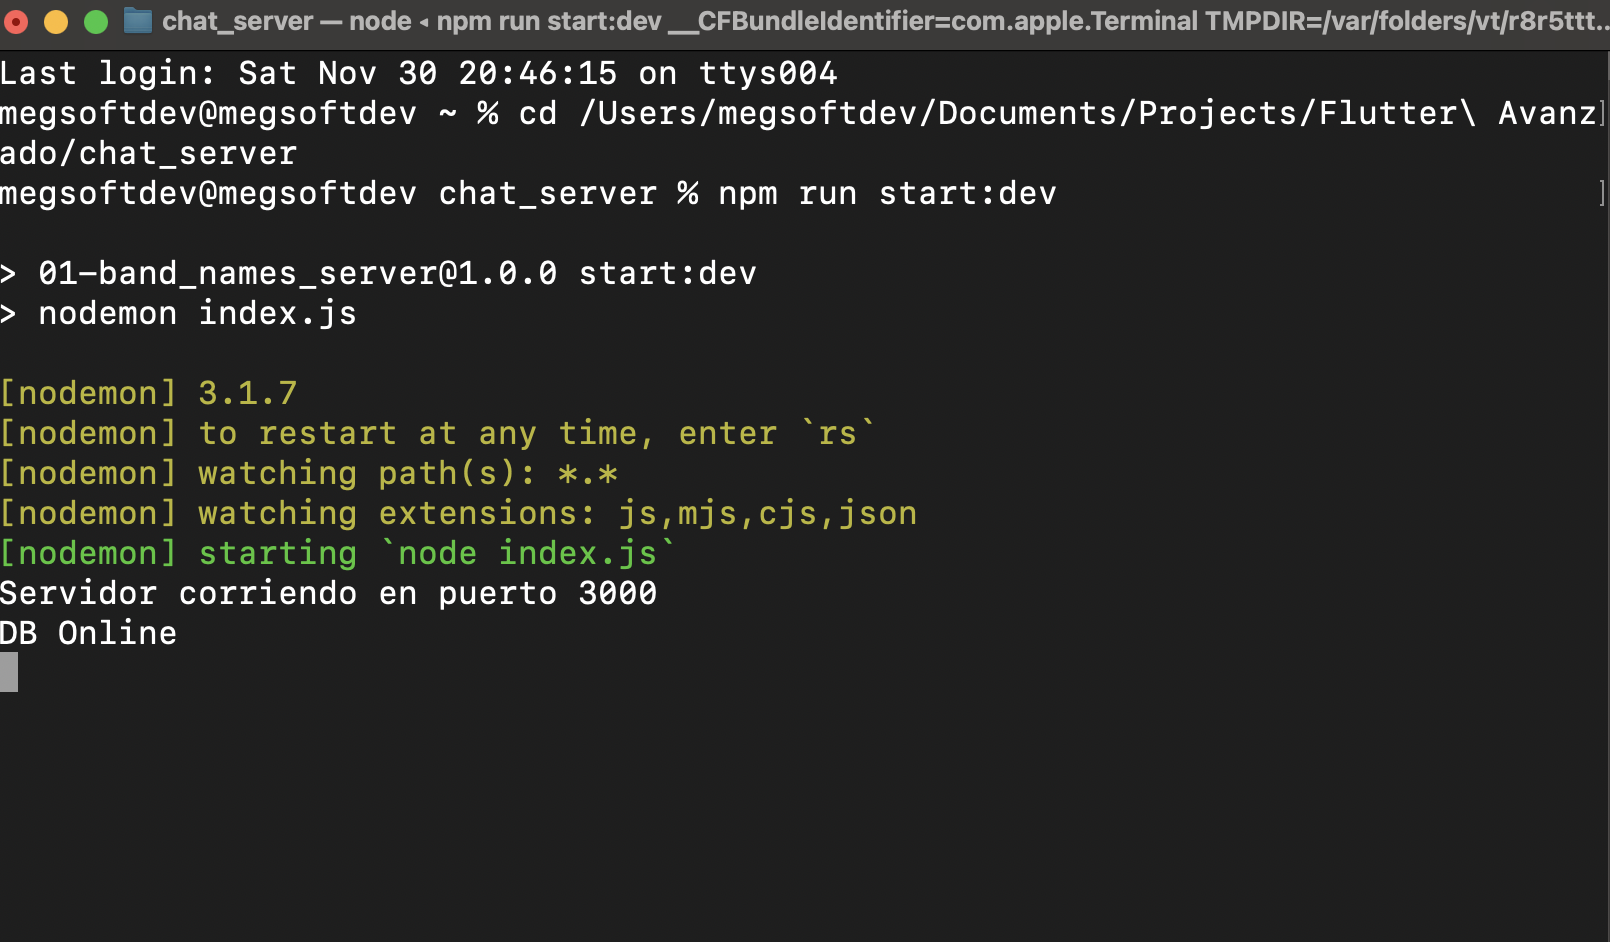 chat_server — node ◂ npm run start:dev __CFBundleIdentifier=com.apple.Terminal TMPDIR=/var/folders/vt/r8r5ttt...
Last login: Sat Nov 30 20:46:15 on ttys004
megsoftdev@megsoftdev ~ % cd /Users/megsoftdev/Documents/Projects/Flutter\ Avanz]
ado/chat_server
megsoftdev@megsoftdev chat_server % npm run start:dev ]
> 01-band_names_server@1.0.0 start:dev
> nodemon index.js
[nodemon] 3.1.7
[nodemon] to restart at any time, enter `rs`
[nodemon] watching path(s): *.*
[nodemon] watching extensions: js,mjs,cjs,json
[nodemon] starting `node index.js`
Servidor corriendo en puerto 3000
DB Online